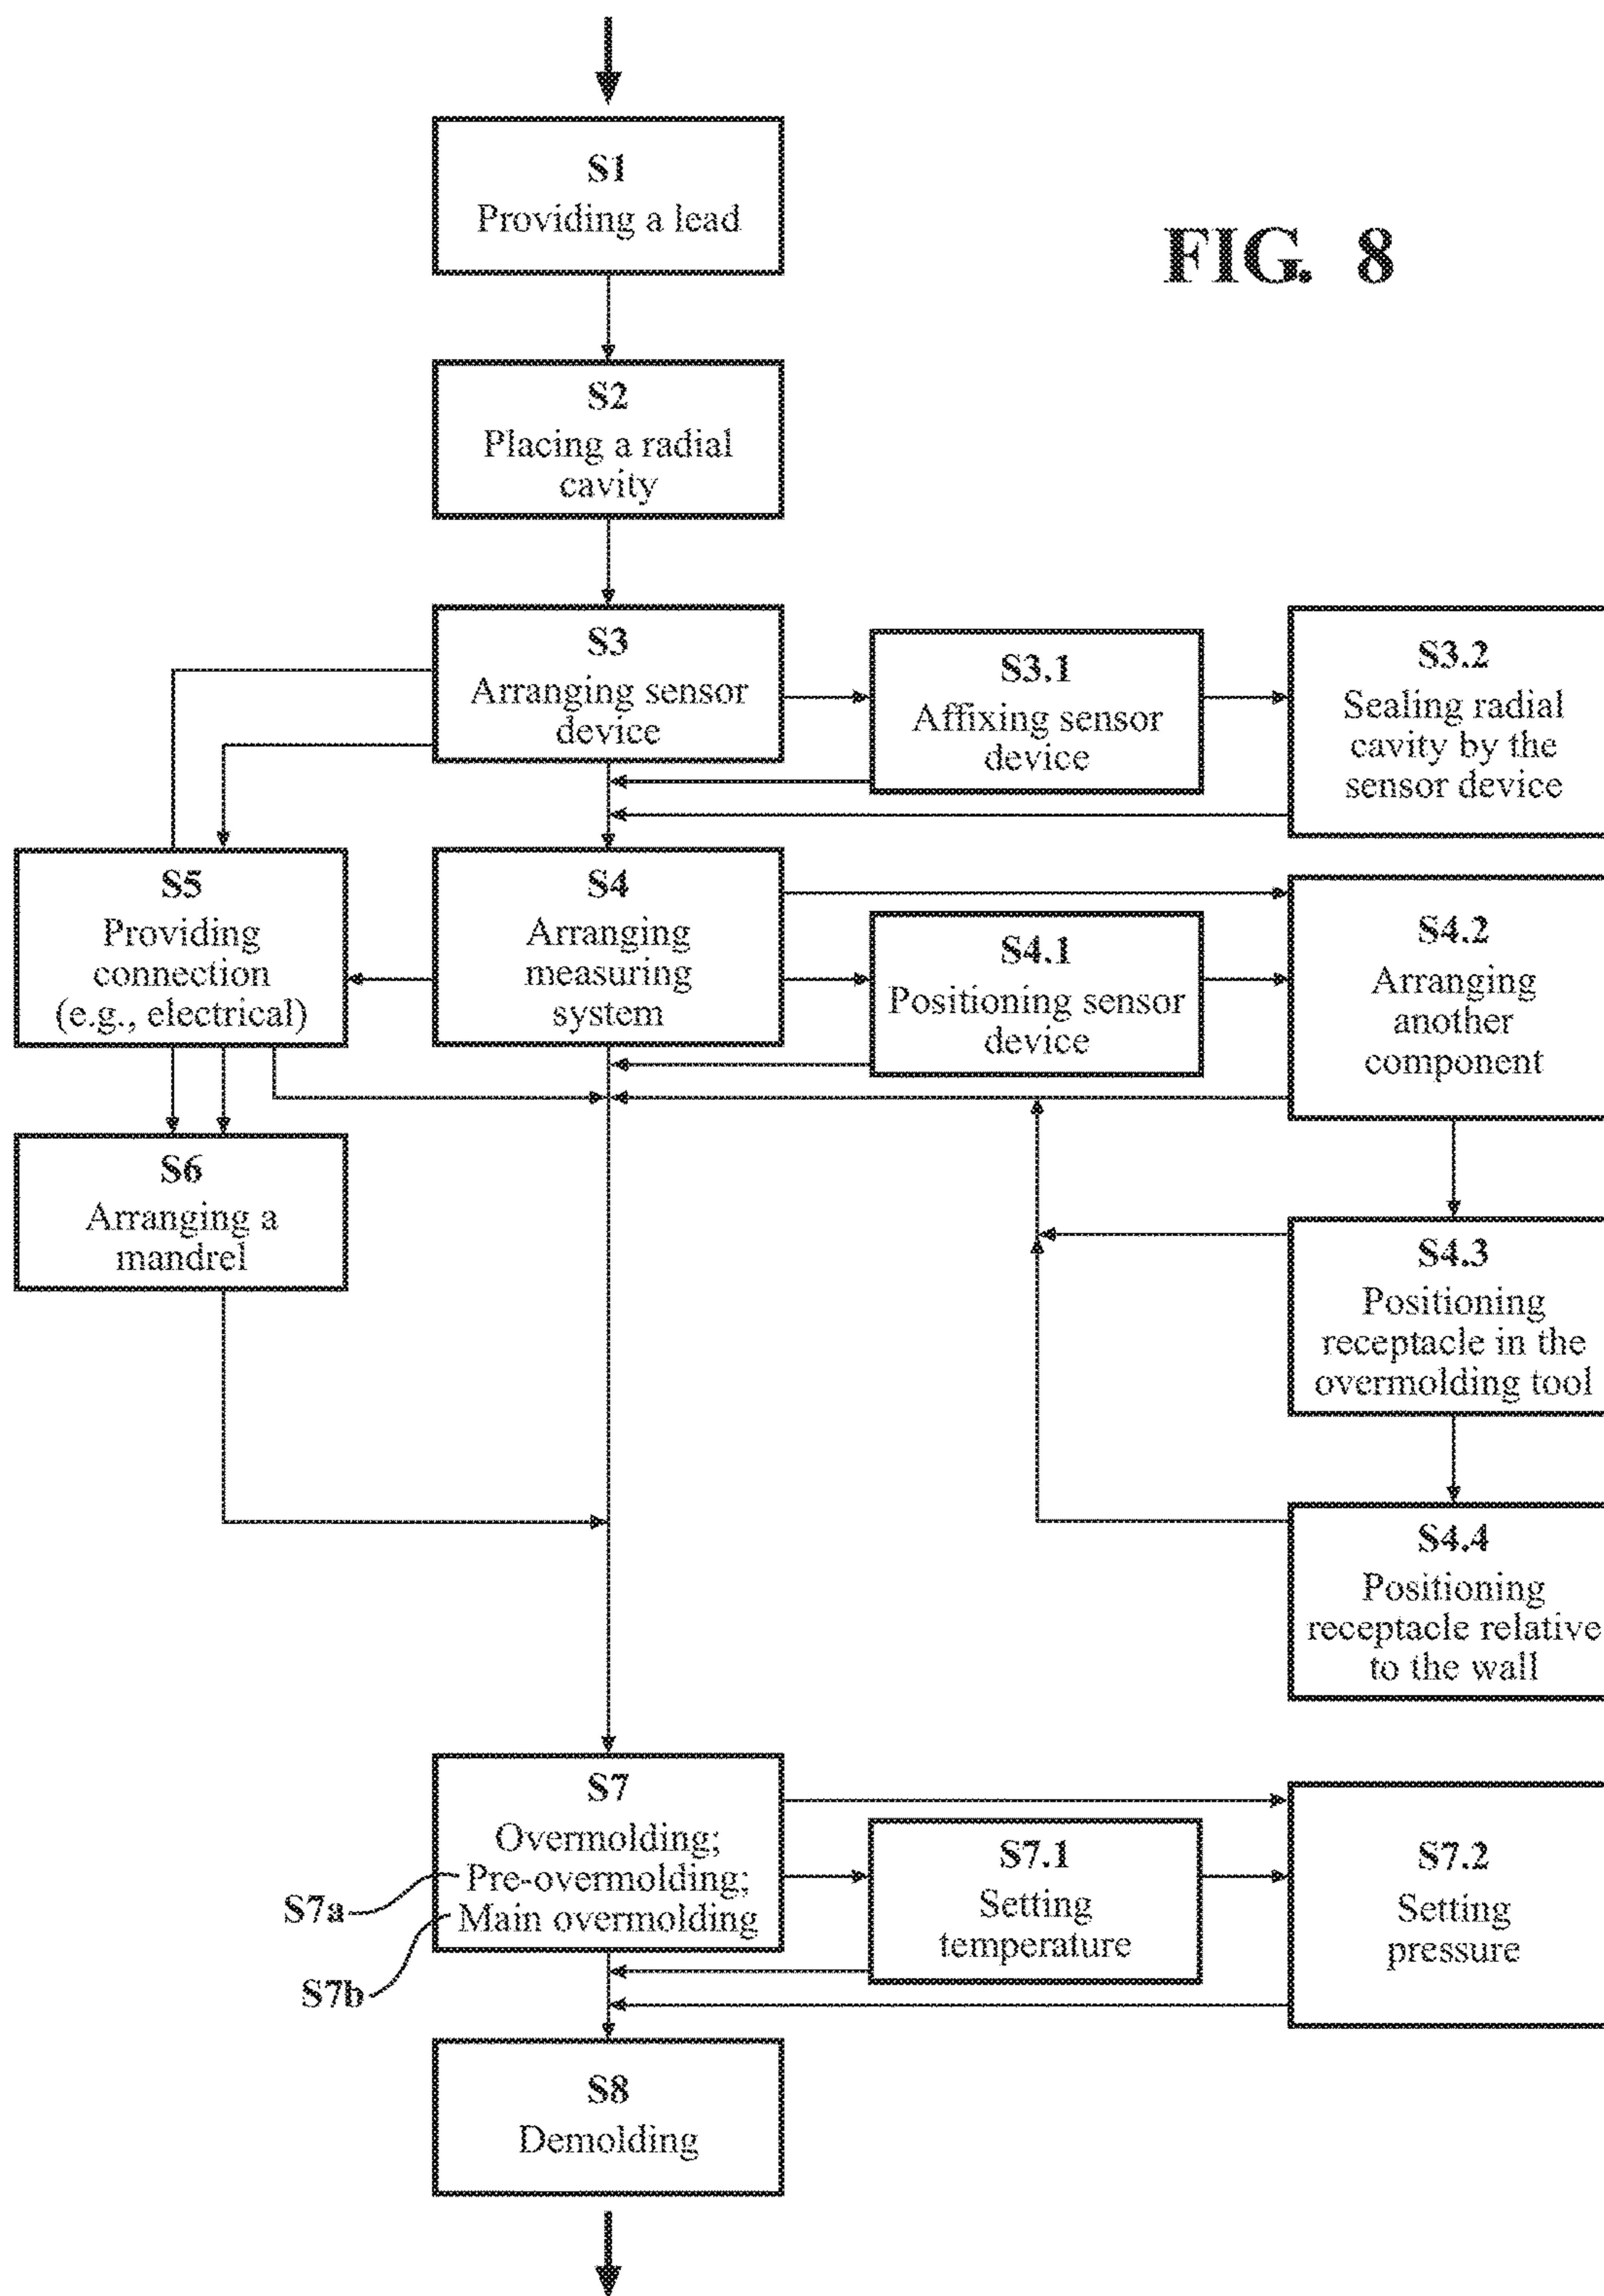 FIG. 8
S1
Providing a lead
S2
Placing a radial
cavity
S3
Arranging sensor
device
S3.1
Affixing sensor
device
S3.2
Sealing radial
cavity by the
sensor device
S5
Providing
connection
(e.g., electrical)
S4
Arranging
measuring
system
S4.1
Positioning sensor
device
S4.2
Arranging
another
component
S6
Arranging a
mandrel
S4.3
Positioning
receptacle in the
overmolding tool
S4.4
Positioning
receptacle relative
to the wall
S7
Overmolding;
Pre-overmolding;
Main overmolding
S7a
S7b
S7.1
Setting
temperature
S7.2
Setting
pressure
S8
Demolding